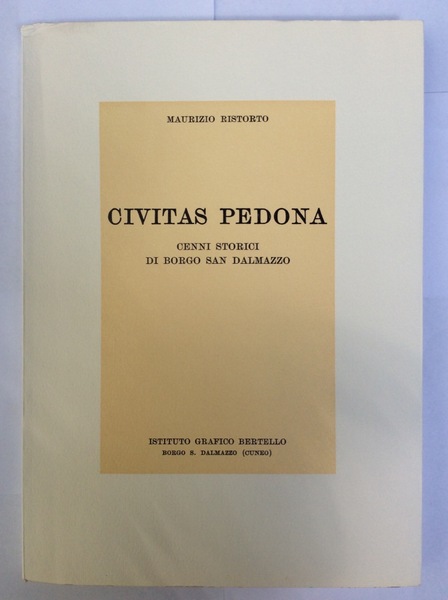 MAURIZIO RISTORTO
CIVITAS PEDONA
CENNI STORICI
DI BORGO SAN DALMAZZO
ISTITUTO GRAFICO BERTELLO
BORGO S. DALMAZZO (CUNEO)